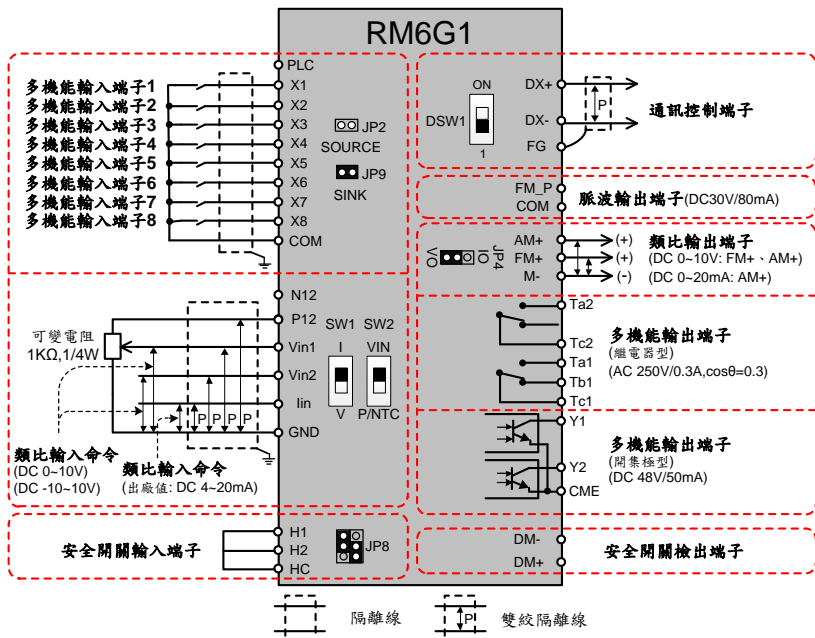 RM6G1
PLC
多機能輸入端子1 X1
多機能輸入端子2 X2
多機能輸入端子3 X3
多機能輸入端子4 X4
多機能輸入端子5 X5
多機能輸入端子6 X6
多機能輸入端子7 X7
多機能輸入端子8 X8
COM
JP2
SOURCE
JP9
SINK
N12
P12
可變電阻
1KΩ,1/4W
Vin1
Vin2
Iin
GND
P P P P
SW1 SW2
I VIN
V P/NTC
類比輸入命令
(DC 0~10V)
(DC -10~10V)
類比輸入命令
(出廠值: DC 4~20mA)
安全開關輸入端子
H1
H2
HC
JP8
ON
DSW1
1
DX+
DX-
FG
P
通訊控制端子
FM_P
COM
脈波輸出端子(DC30V/80mA)
VO IO
JP4
AM+ (+)
FM+ (+)
M- (-)
類比輸出端子
(DC 0~10V: FM+、AM+)
(DC 0~20mA: AM+)
Ta2
Tc2
Ta1
Tb1
Tc1
多機能輸出端子
(繼電器型)
(AC 250V/0.3A,cosθ=0.3)
Y1
Y2
CME
多機能輸出端子
(開集極型)
(DC 48V/50mA)
DM-
DM+
安全開關檢出端子
隔離線
P
雙絞隔離線